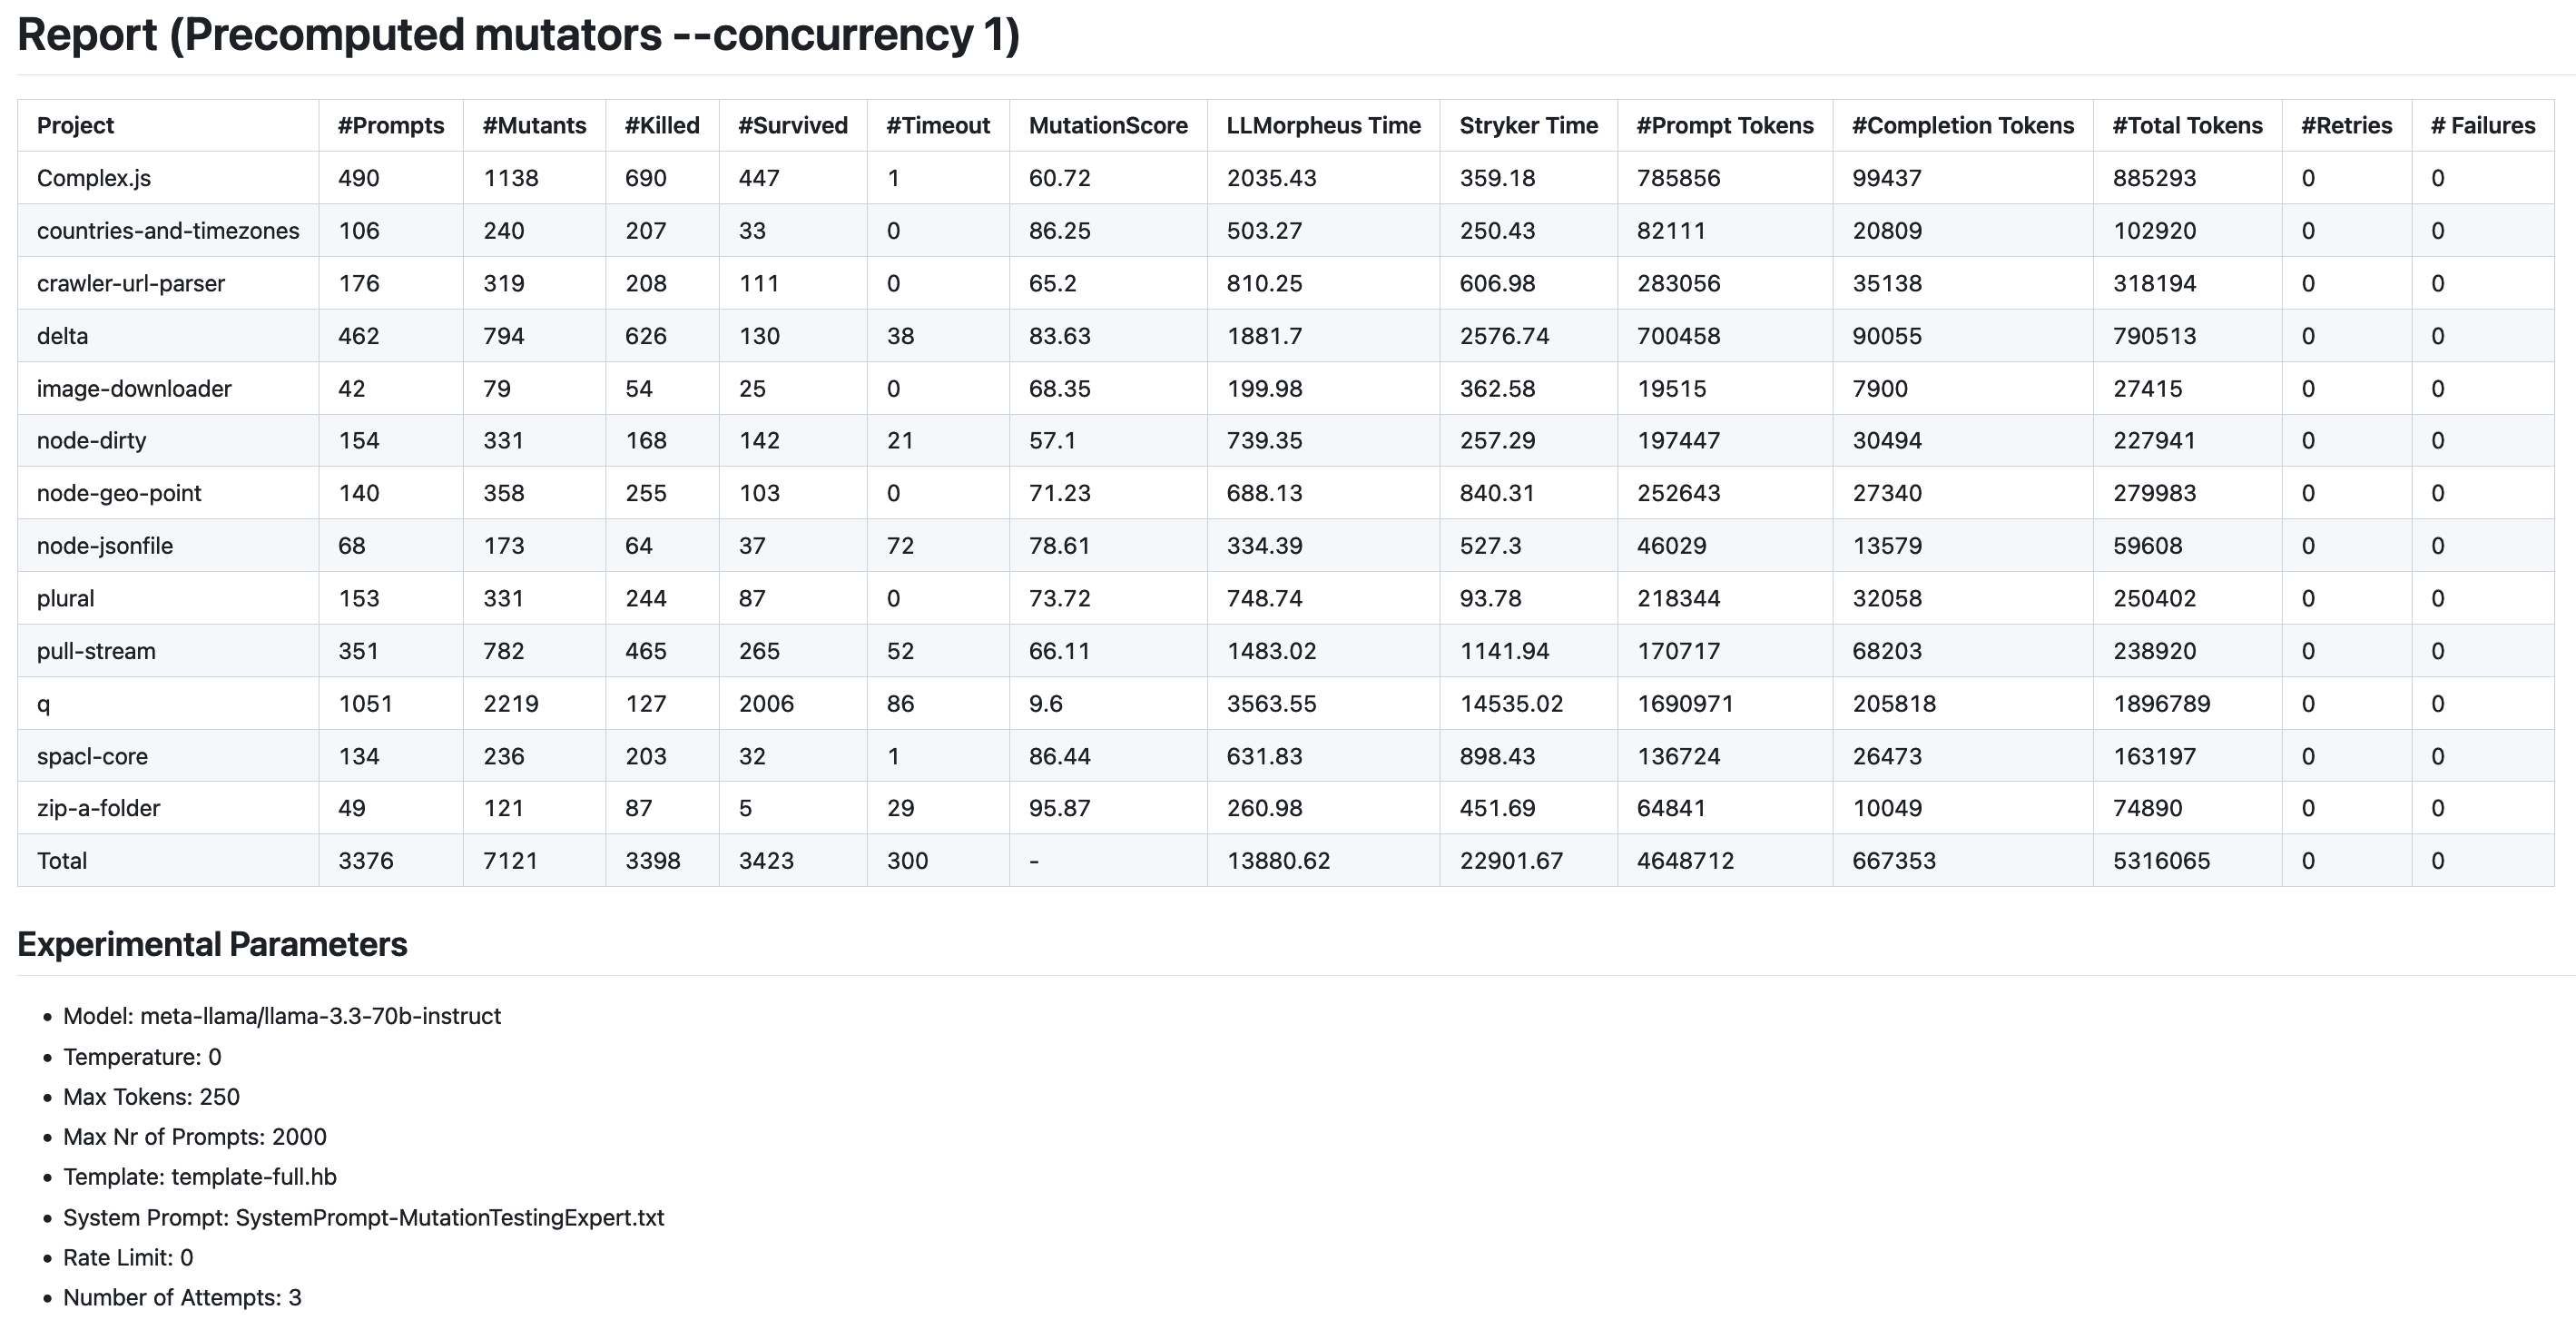 Report (Precomputed mutators --concurrency 1)
Project #Prompts #Mutants #Killed #Survived #Timeout MutationScore LLMorpheus Time Stryker Time #Prompt Tokens #Completion Tokens #Total Tokens #Retries # Failures
Complex.js 490 1138 690 447 1 60.72 2035.43 359.18 785856 99437 885293 0 0
countries-and-timezones 106 240 207 33 0 86.25 503.27 250.43 82111 20809 102920 0 0
crawler-url-parser 176 319 208 111 0 65.2 810.25 606.98 283056 35138 318194 0 0
delta 462 794 626 130 38 83.63 1881.7 2576.74 700458 90055 790513 0 0
image-downloader 42 79 54 25 0 68.35 199.98 362.58 19515 7900 27415 0 0
node-dirty 154 331 168 142 21 57.1 739.35 257.29 197447 30494 227941 0 0
node-geo-point 140 358 255 103 0 71.23 688.13 840.31 252643 27340 279983 0 0
node-jsonfile 68 173 64 37 72 78.61 334.39 527.3 46029 13579 59608 0 0
plural 153 331 244 87 0 73.72 748.74 93.78 218344 32058 250402 0 0
pull-stream 351 782 465 265 52 66.11 1483.02 1141.94 170717 68203 238920 0 0
q 1051 2219 127 2006 86 9.6 3563.55 14535.02 1690971 205818 1896789 0 0
spacl-core 134 236 203 32 1 86.44 631.83 898.43 136724 26473 163197 0 0
zip-a-folder 49 121 87 5 29 95.87 260.98 451.69 64841 10049 74890 0 0
Total 3376 7121 3398 3423 300 - 13880.62 22901.67 4648712 667353 5316065 0 0
Experimental Parameters
• Model: meta-llama/llama-3.3-70b-instruct
• Temperature: 0
• Max Tokens: 250
• Max Nr of Prompts: 2000
• Template: template-full.hb
• System Prompt: SystemPrompt-MutationTestingExpert.txt
• Rate Limit: 0
• Number of Attempts: 3